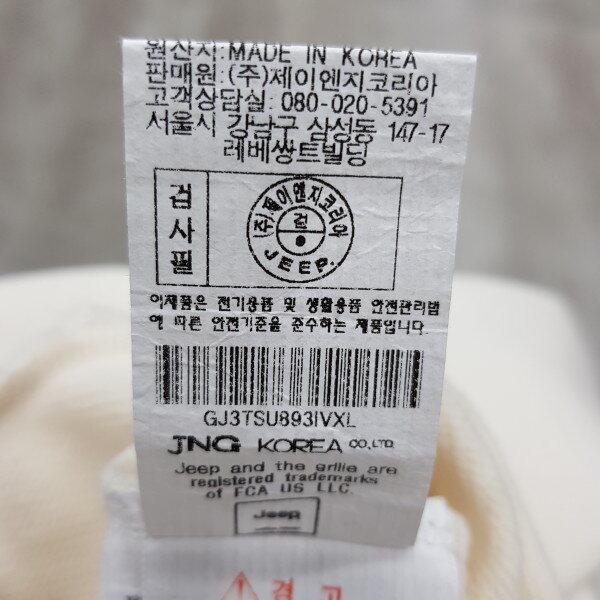 원산지:MADE IN KOREA
판매원:(주)제이엔지코리아
고객상담실: 080-020-5391
서울시 강남구 삼성동 147-17
레베쌍트빌딩
검사필
(주)제이엔지코리아
검
JEEP.
이제품은 전기용품 및 생활용품 안전관리법
에 따른 안전기준을 준수하는 제품입니다.
GJ3TSU893IVXL
JNG KOREA CO.,LTD.
Jeep and the grille are
registered trademarks
of FCA US LLC.
Jeep
경고